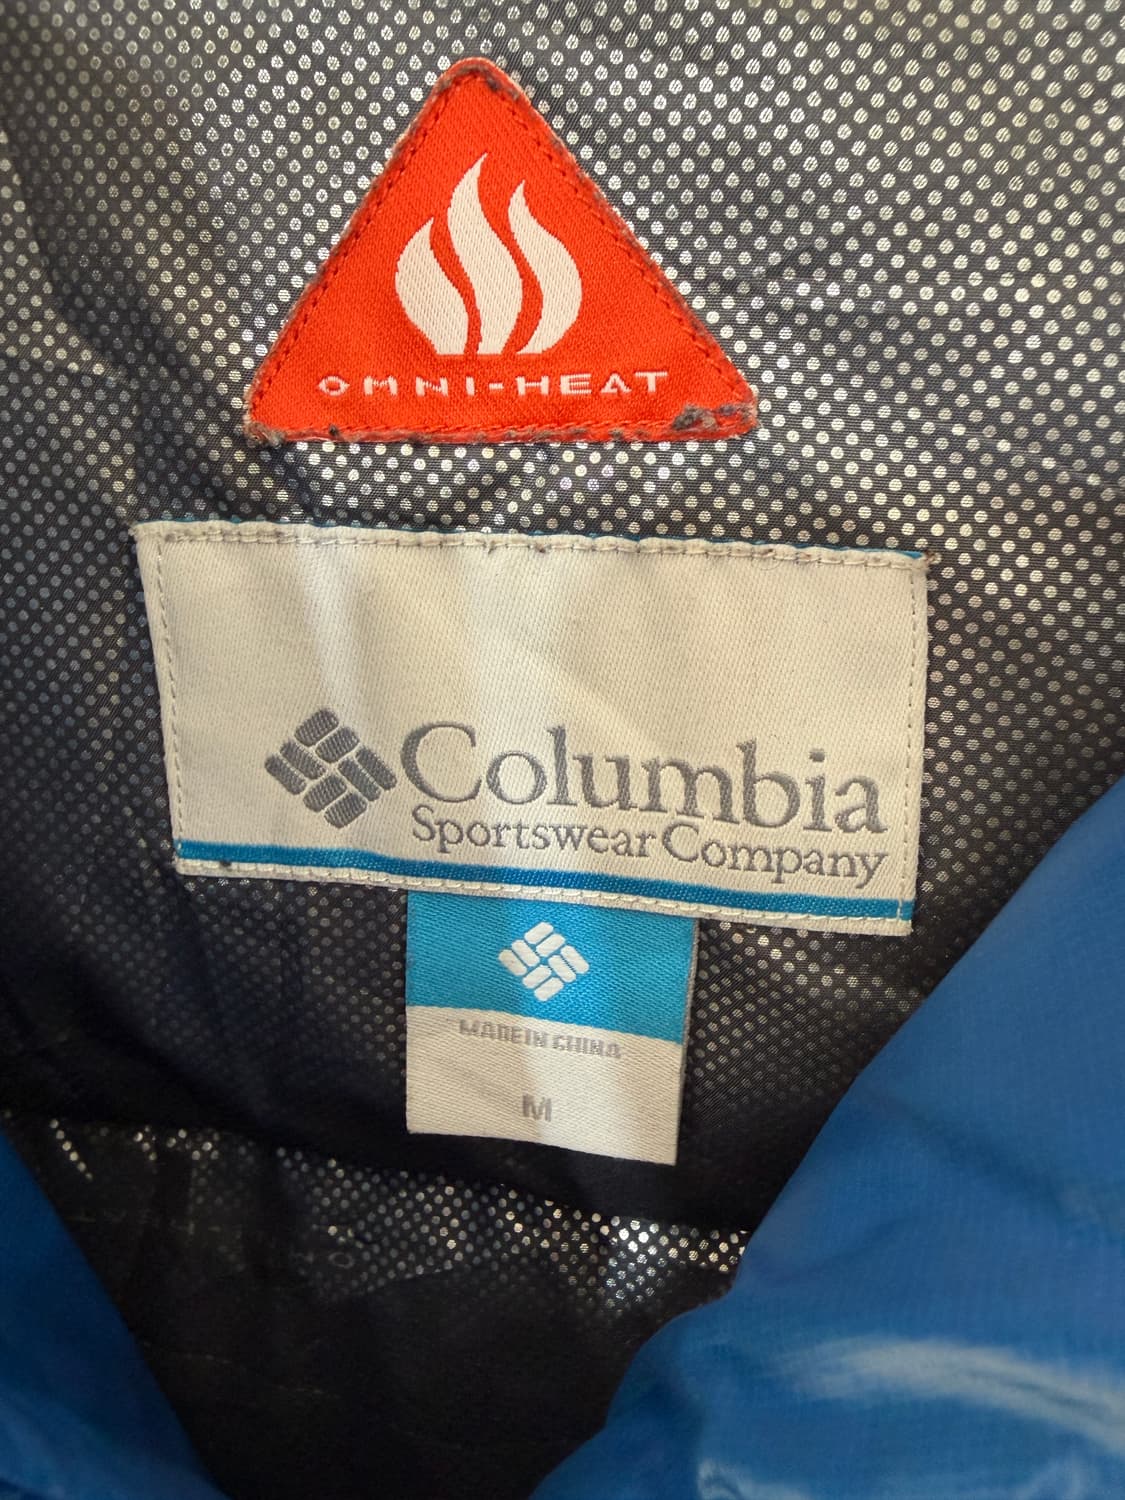 OMNI-HEAT
Columbia
Sportswear Company
MADE IN CHINA
M